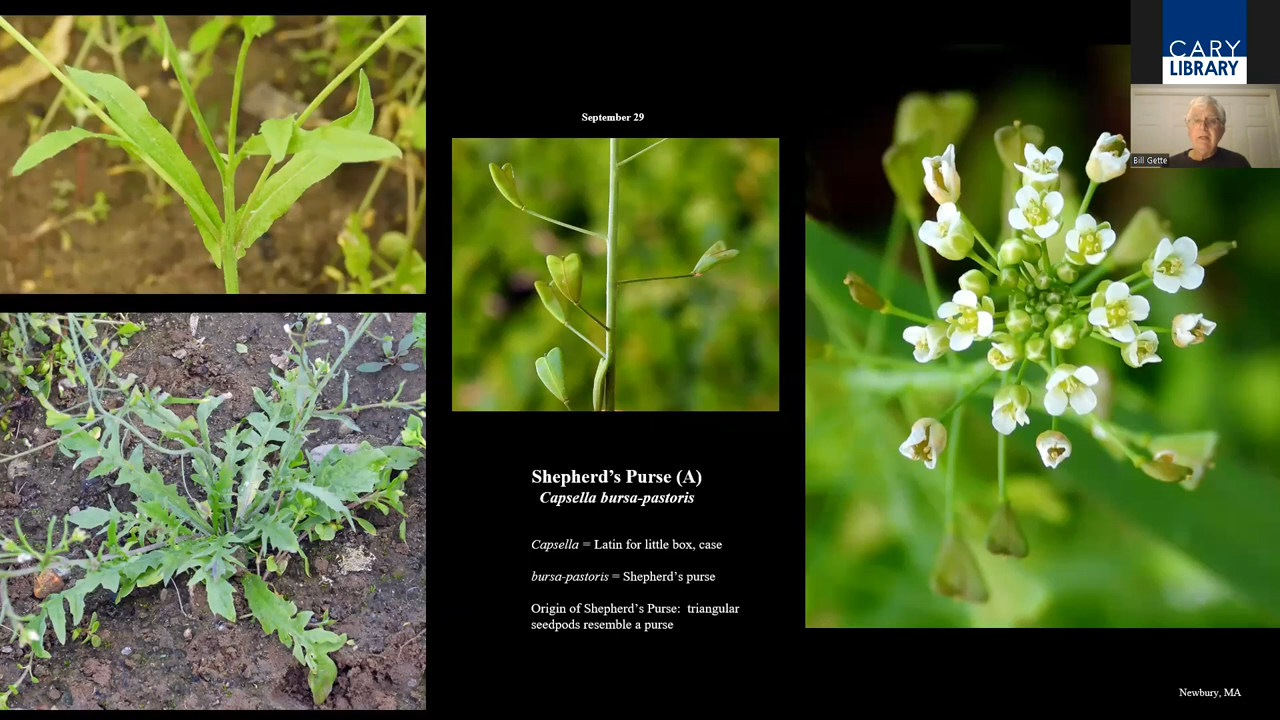 CARY
LIBRARY
Bill Gette
September 29
Shepherd's Purse (A)
Capsella bursa-pastoris
Capsella = Latin for little box, case
bursa-pastoris = Shepherd's purse
Origin of Shepherd's Purse:  triangular
seedpods resemble a purse
Newbury, MA